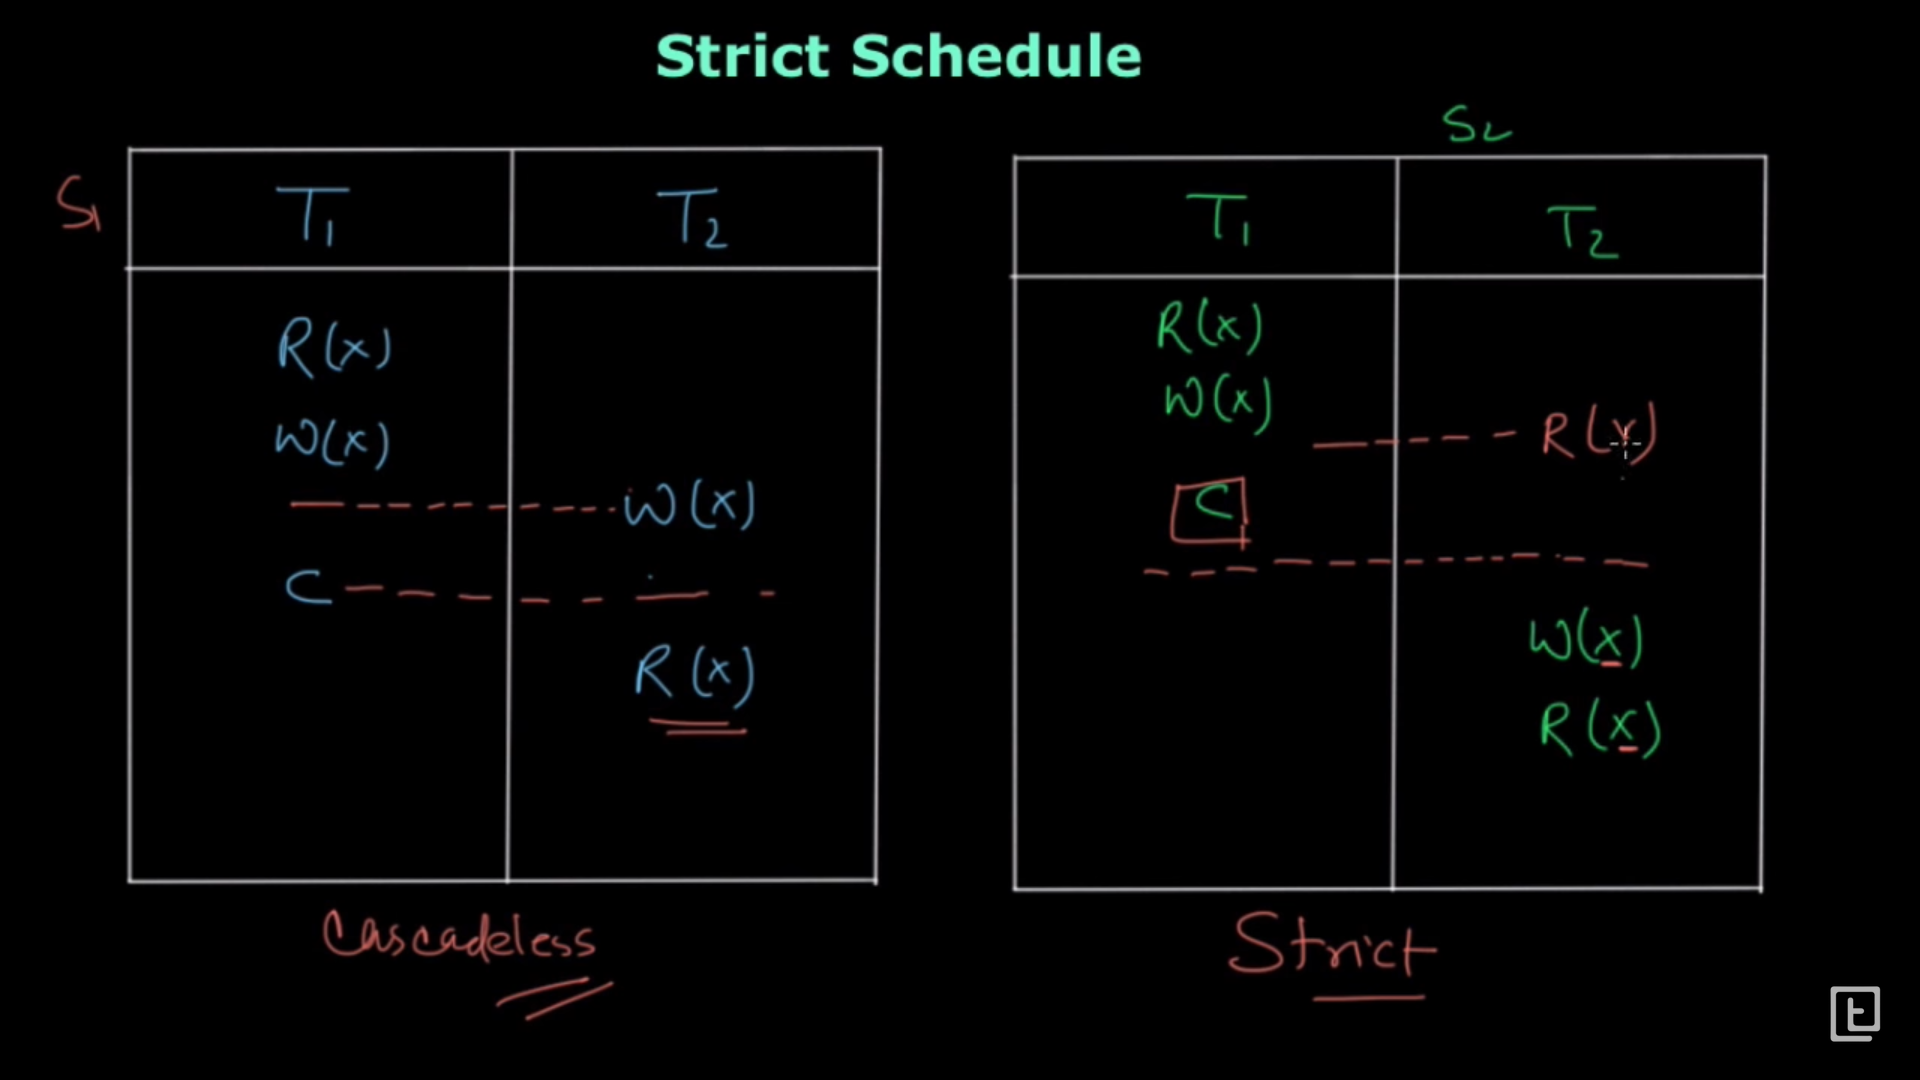 Strict Schedule
S1
T1 T2
R(x)
W(x)
W(x)
C
R(x)
Cascadeless
S2
T1 T2
R(x)
W(x)
R(
C
W(x)
R(x)
Strict